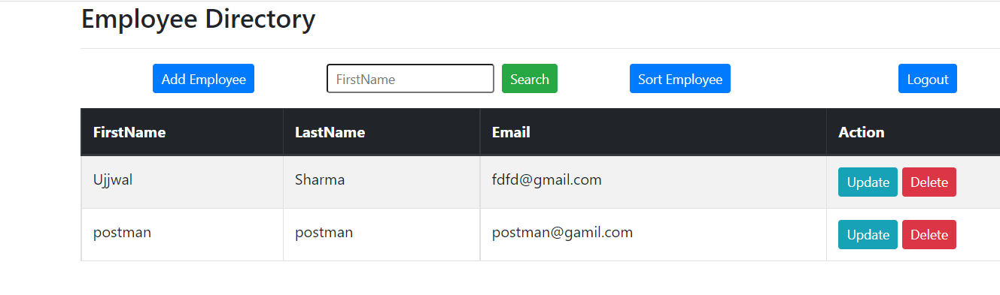 Employee Directory
Add Employee FirstName Search Sort Employee Logout
FirstName LastName Email Action
Ujjwal Sharma fdfd@gmail.com Update Delete
postman postman postman@gamil.com Update Delete